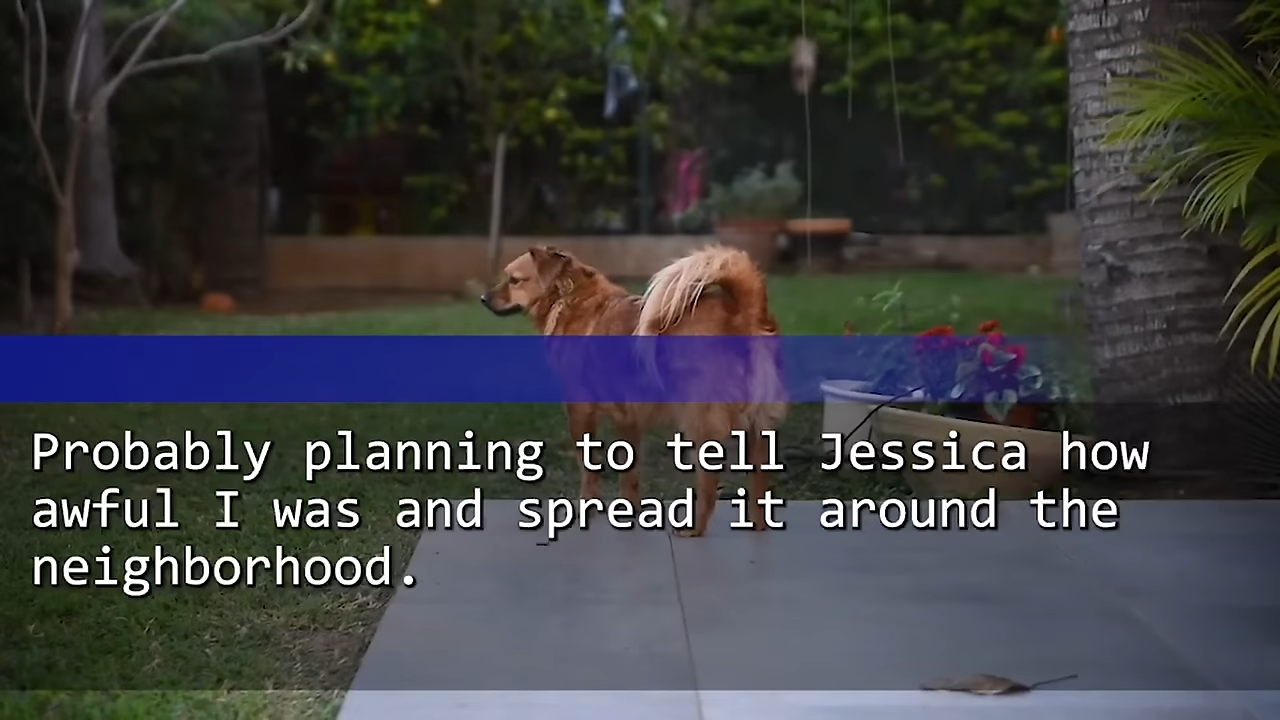 Probably planning to tell Jessica how
awful I was and spread it around the
neighborhood.